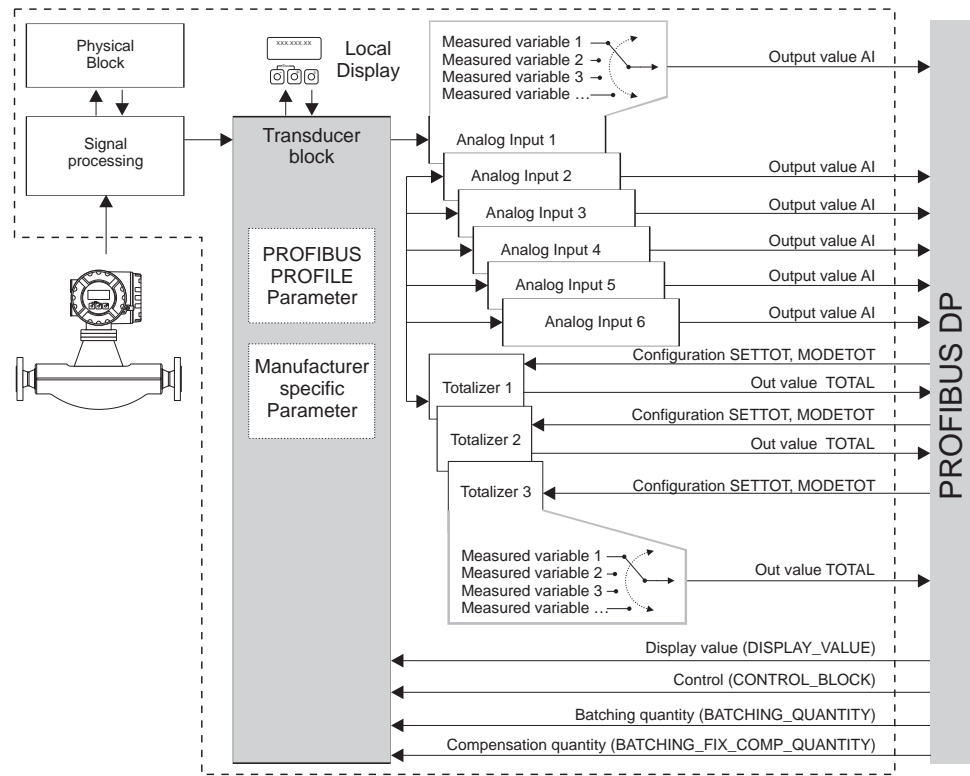 Physical
Block
Signal
processing
xxx.xxx.xx
Esc
Local
Display
Transducer
block
PROFIBUS
PROFILE
Parameter
Manufacturer
specific
Parameter
Measured variable 1
Measured variable 2
Measured variable 3
Measured variable …
Analog Input 1
Analog Input 2
Analog Input 3
Analog Input 4
Analog Input 5
Analog Input 6
Output value AI
Output value AI
Output value AI
Output value AI
Output value AI
Output value AI
Totalizer 1
Configuration SETTOT, MODETOT
Out value TOTAL
Totalizer 2
Configuration SETTOT, MODETOT
Out value TOTAL
Totalizer 3
Configuration SETTOT, MODETOT
Measured variable 1
Measured variable 2
Measured variable 3
Measured variable …
Out value TOTAL
Display value (DISPLAY_VALUE)
Control (CONTROL_BLOCK)
Batching quantity (BATCHING_QUANTITY)
Compensation quantity (BATCHING_FIX_COMP_QUANTITY)
PROFIBUS DP